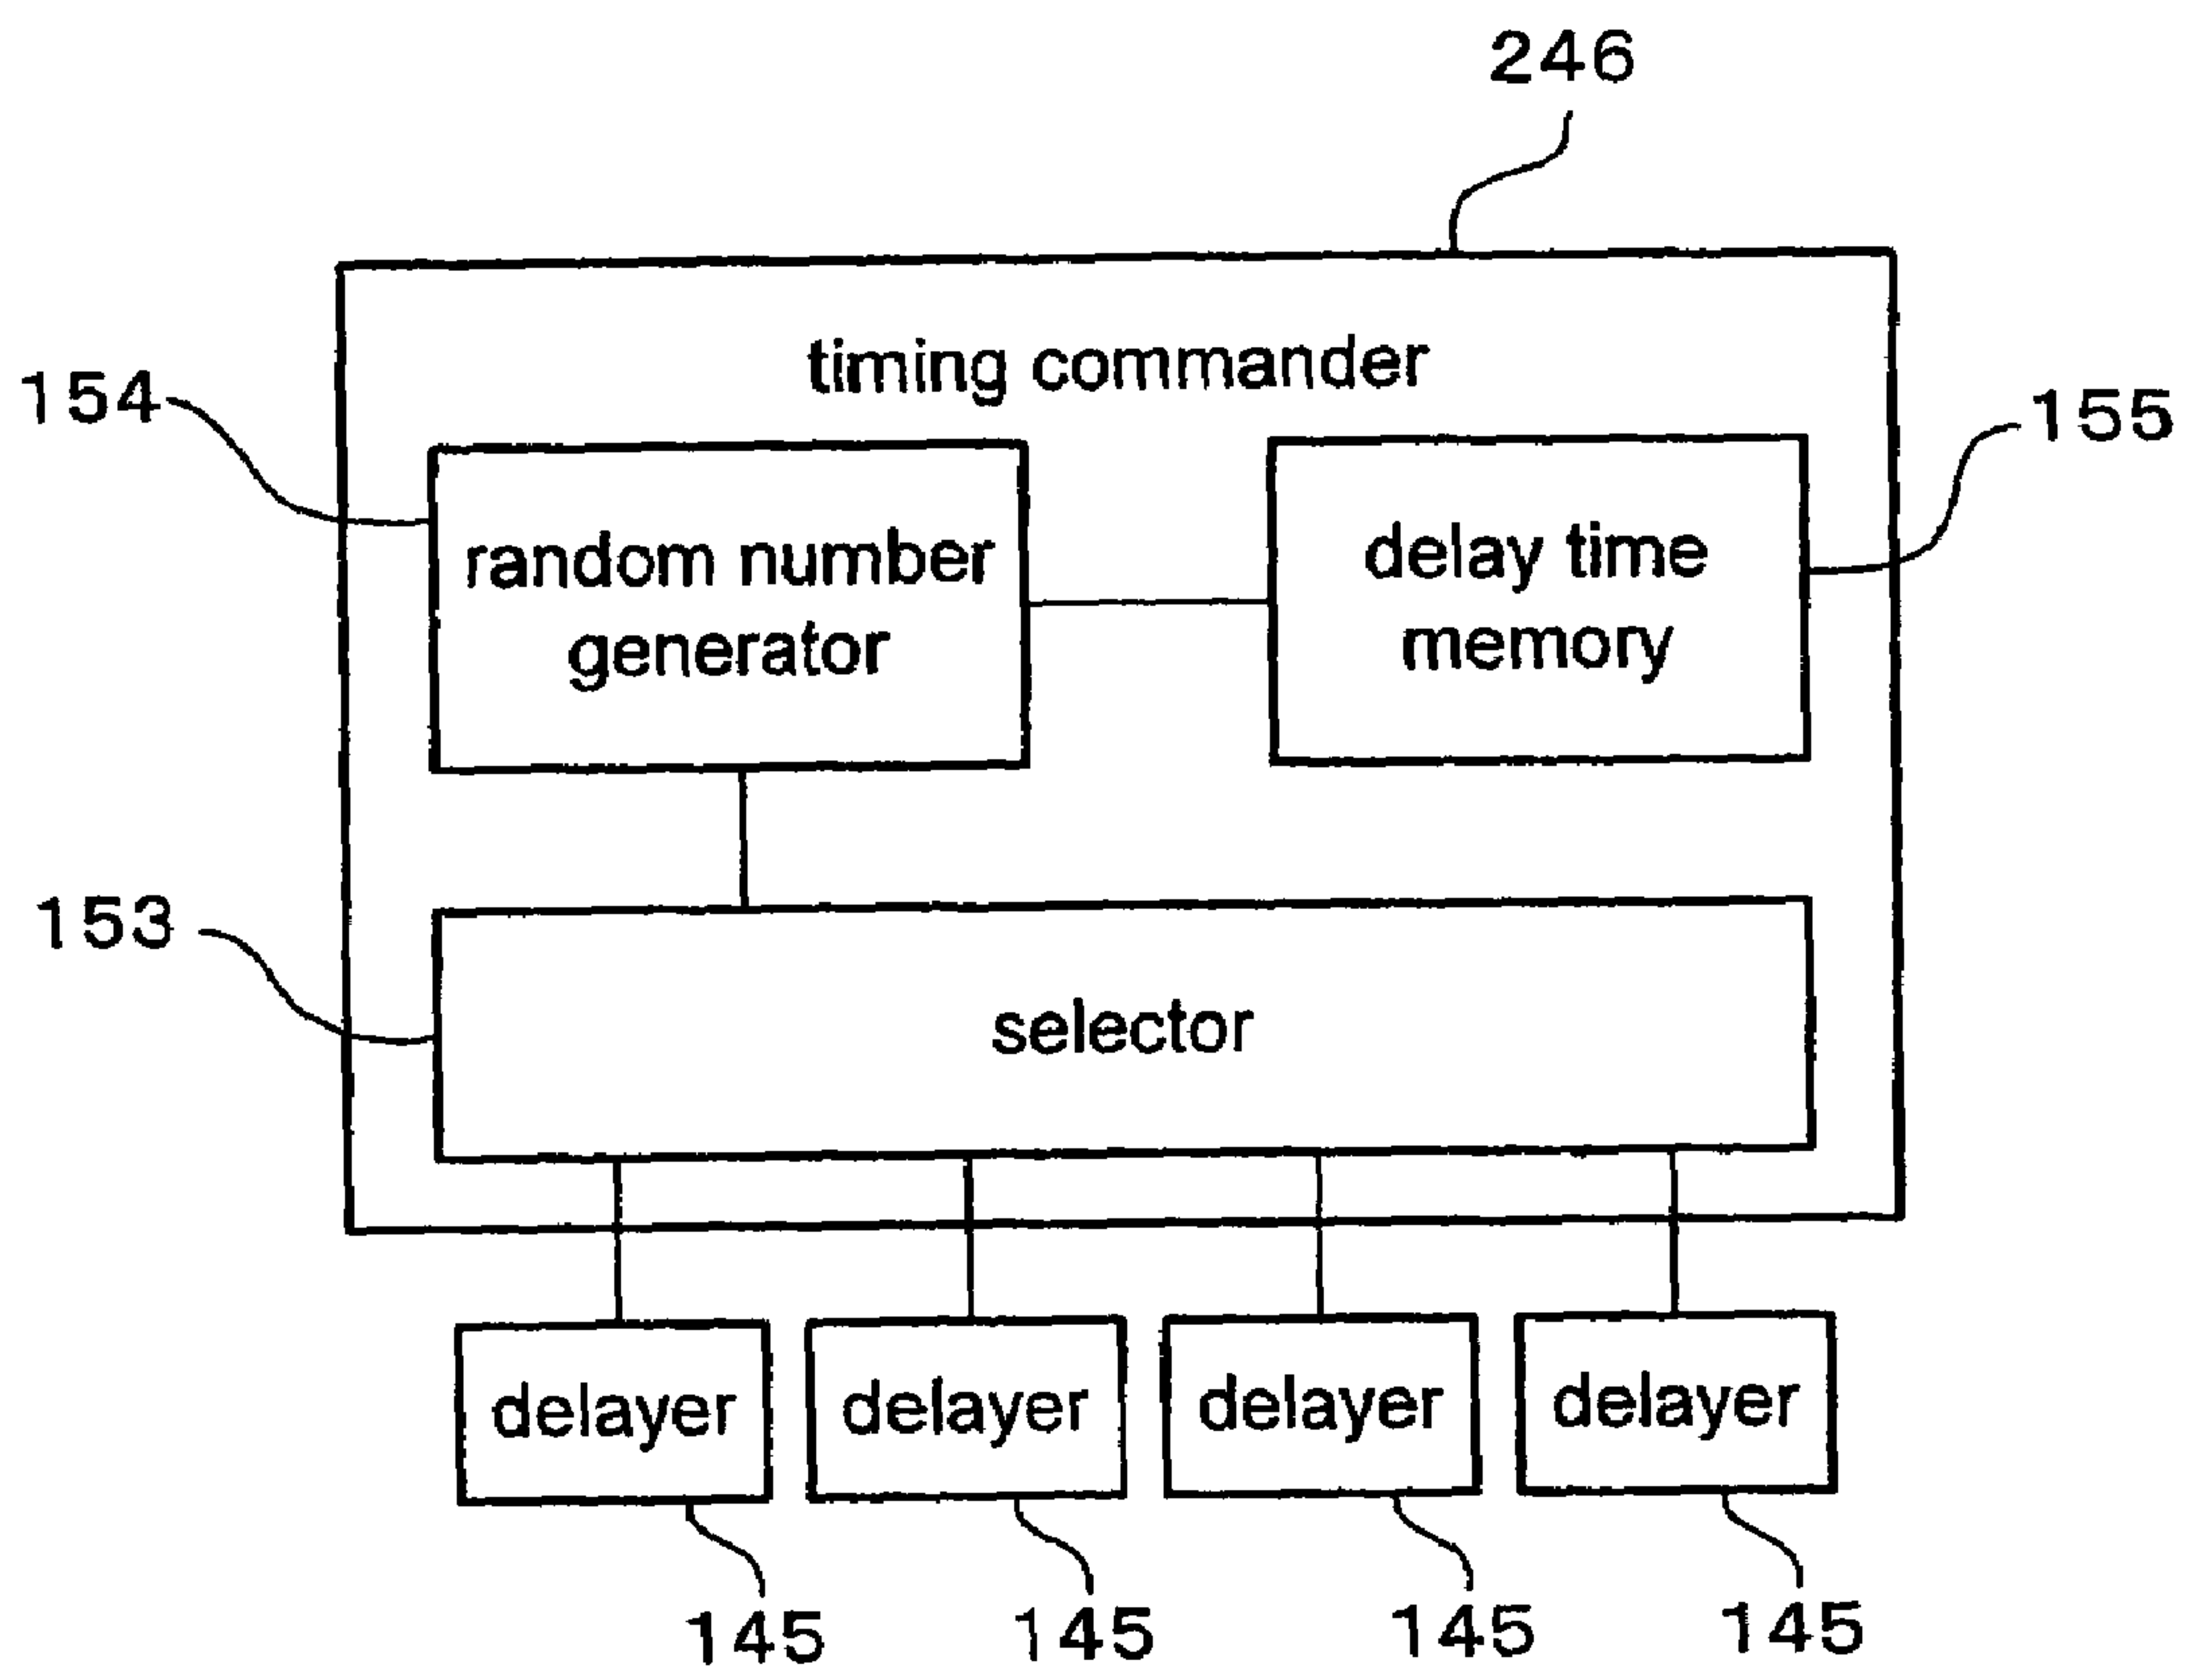 246
timing commander
154
155
random number
generator
delay time
memory
153
selector
delayer
delayer
delayer
delayer
145
145
145
145